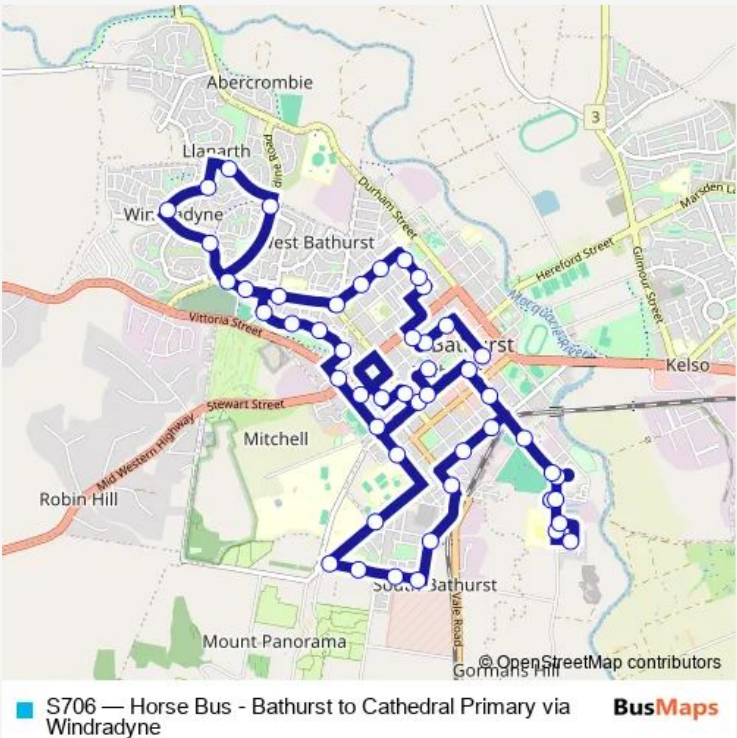 Abercrombie
3
Llanarth
Marsden L
Durham Street
West Bathurst
Hereford Street
Gilmour Street
Macquarie River
Vittoria Street
Bathurst
Kelso
Stewart Street
Mitchell
Mid Western Highway
Robin Hill
South Bathurst
Vale Road
Mount Panorama
© OpenStreetMap contributors
Gormans Hill
S706 — Horse Bus - Bathurst to Cathedral Primary via
Windradyne
BusMaps